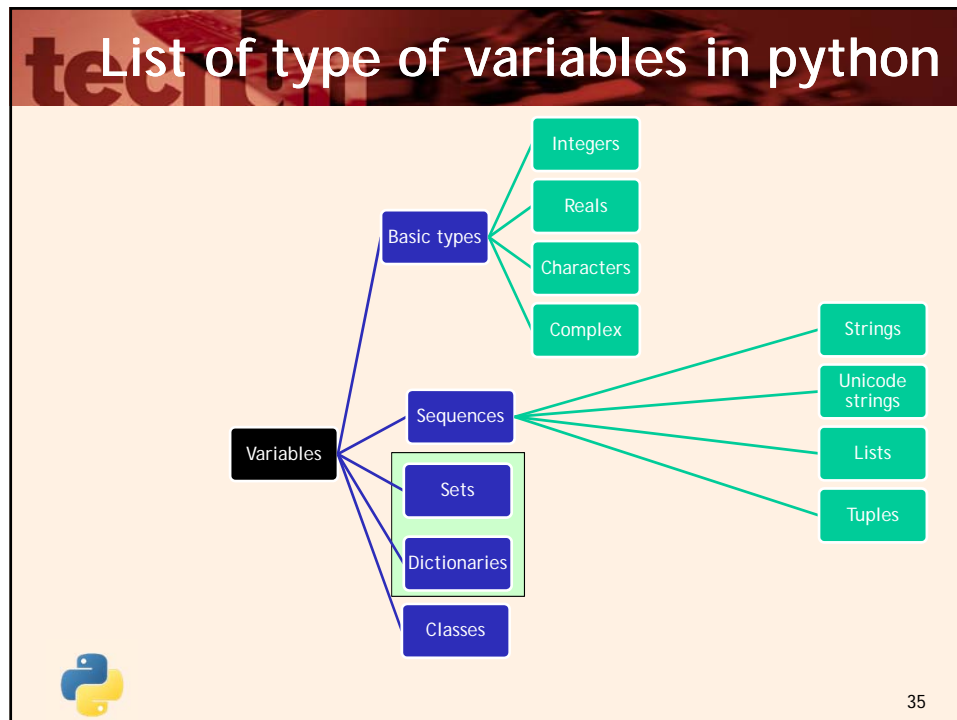 List of type of variables in python
Integers
Reals
Basic types
Characters
Complex
Strings
Unicode
strings
Sequences
Variables
Lists
Sets
Tuples
Dictionaries
Classes
35